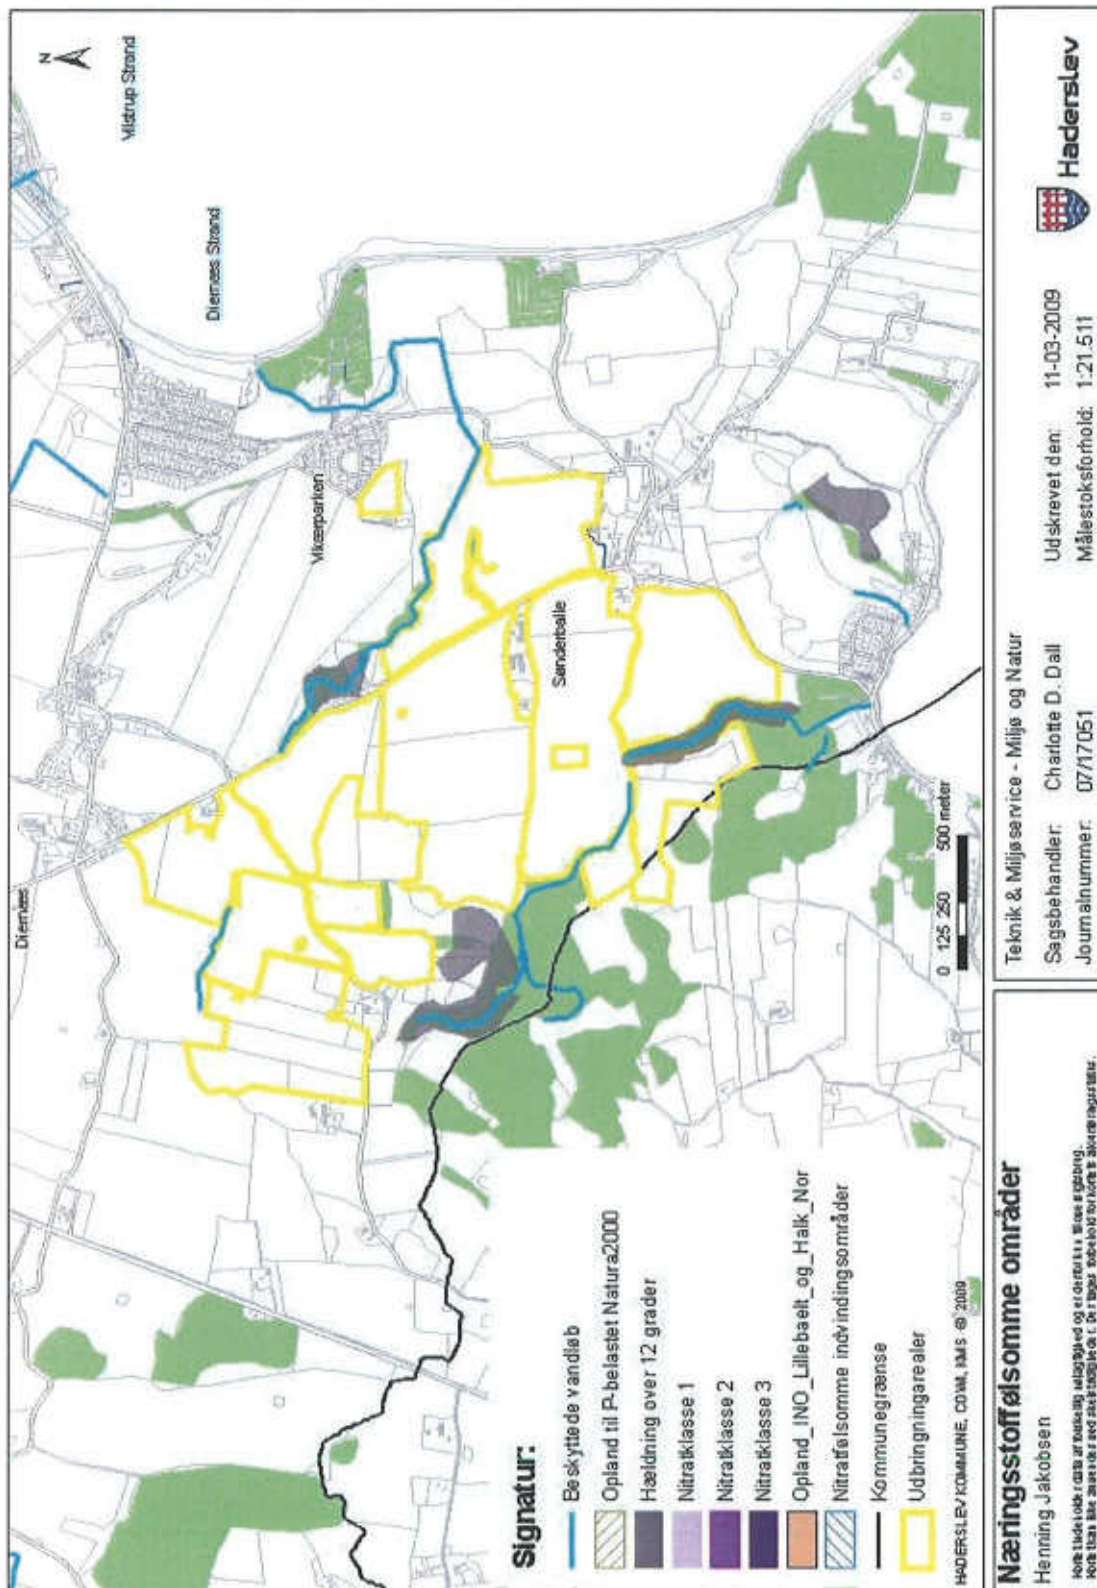 N
Vilstrup Strand
Diernæs Strand
Diernæs
Vikærparken
Sønderballe
0 125 250 500 meter
Signatur:
Beskyttede vandløb
Opland til P-belastet Natura2000
Hældning over 12 grader
Nitratklasse 1
Nitratklasse 2
Nitratklasse 3
Opland_INO_Lillebaelt_og_Halk_Nor
Nitratfølsomme indvindingsområder
Kommunegrænse
Udbringningarealer
HADERSLEV KOMMUNE, COWI, KMS © 2009
Næringsstoffølsomme områder
Henning Jakobsen
Teknik & Miljøservice - Miljø og Natur
Sagsbehandler: Charlotte D. Dall
Udskrevet den: 11-03-2009
Journalnummer: 07/17051
Målestoksforhold: 1:21.511
Haderslev